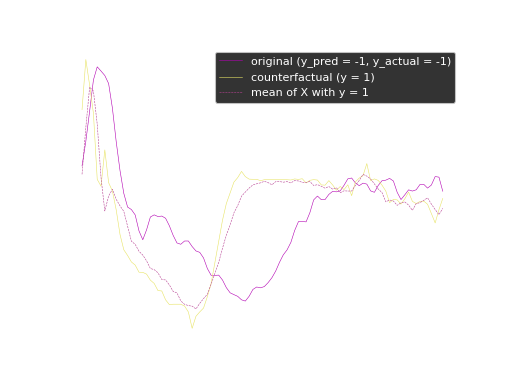 original (y_pred = -1, y_actual = -1)
counterfactual (y = 1)
mean of X with y = 1